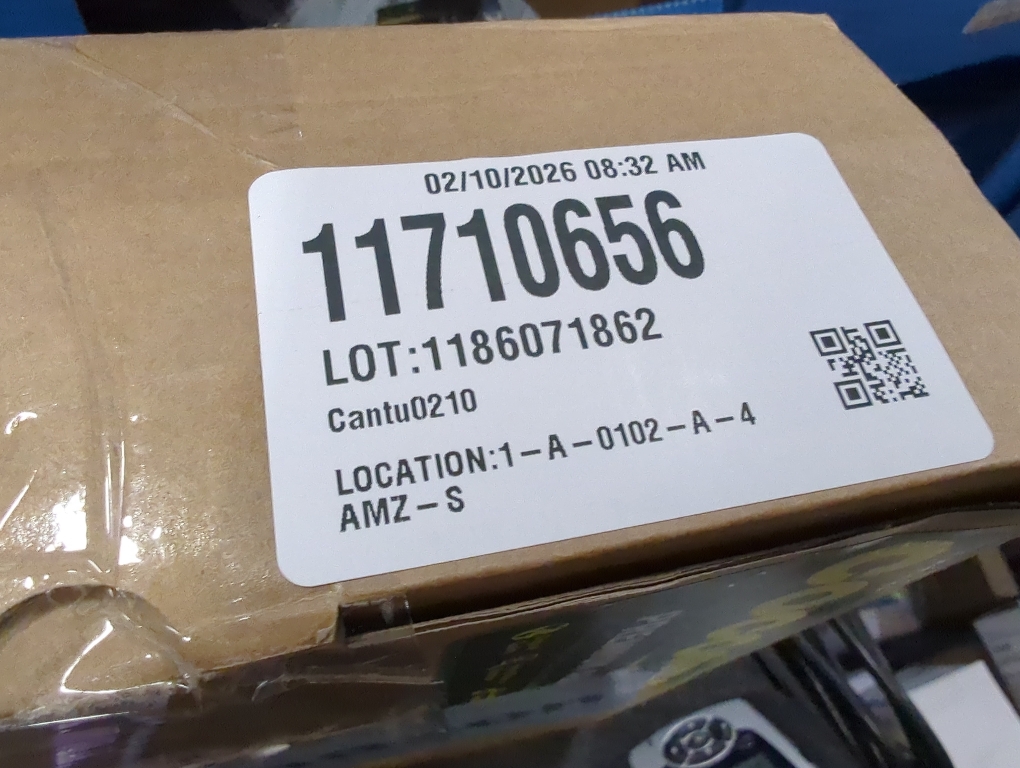 02/10/2026 08:32 AM
11710656
LOT:1186071862
Cantu0210
LOCATION:1-A-0102-A-4
AMZ-S